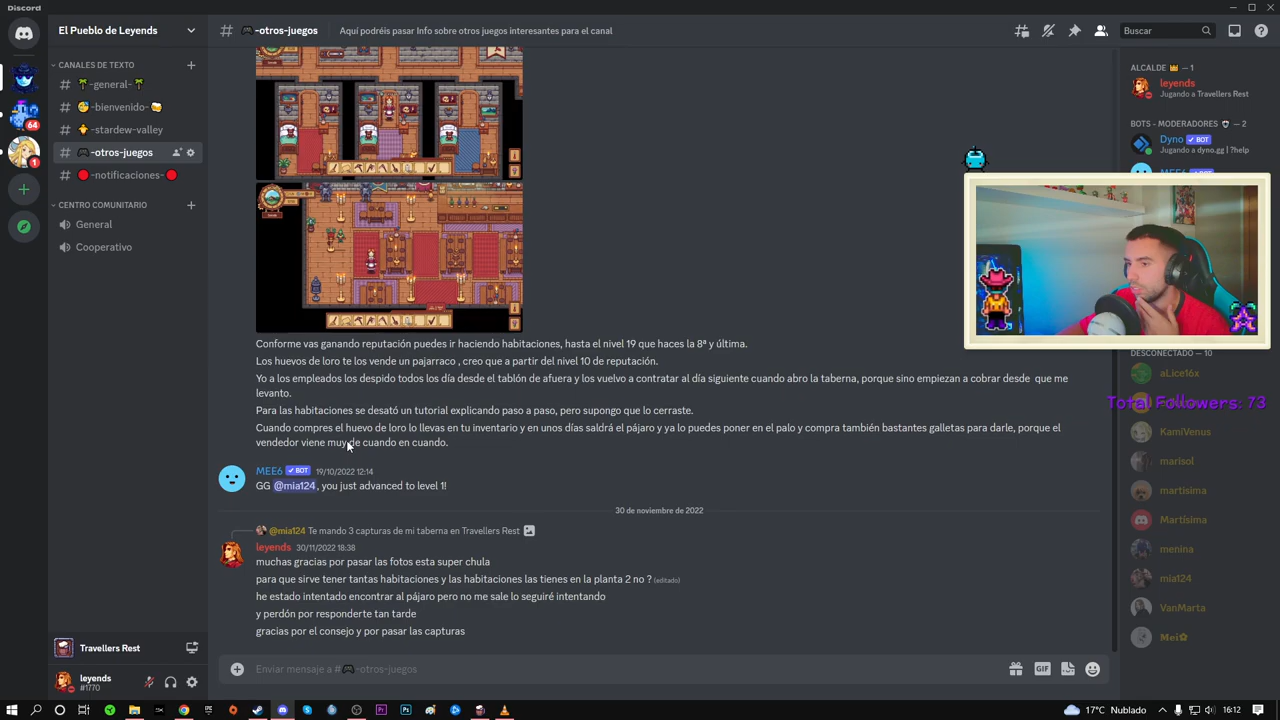 Discord
El Pueblo de Leyends
-otros-juegos
Aquí podréis pasar Info sobre otros juegos interesantes para el canal
Buscar
CANALES DE TEXTO
-general-
-bienvenido-
-stardew-valley
-otros-juegos
-notificaciones-
CENTRO COMUNITARIO
General
Cooperativo
64
1
Conforme vas ganando reputación puedes ir haciendo habitaciones, hasta el nivel 19 que haces la 8ª y última.
Los huevos de loro te los vende un pajarraco , creo que a partir del nivel 10 de reputación.
Yo a los empleados los despido todos los día desde el tablón de afuera y los vuelvo a contratar al día siguiente cuando abro la taberna, porque sino empiezan a cobrar desde que me
levanto.
Para las habitaciones se desató un tutorial explicando paso a paso, pero supongo que lo cerraste.
Cuando compres el huevo de loro lo llevas en tu inventario y en unos días saldrá el pájaro y ya lo puedes poner en el palo y compra también bastantes galletas para darle, porque el
vendedor viene muy de cuando en cuando.
MEE6 BOT 19/10/2022 12:14
GG @mia124, you just advanced to level 1!
30 de noviembre de 2022
@mia124 Te mando 3 capturas de mi taberna en Travellers Rest
leyends 30/11/2022 18:38
muchas gracias por pasar las fotos esta super chula
para que sirve tener tantas habitaciones y las habitaciones las tienes en la planta 2 no ? (editado)
he estado intentado encontrar al pájaro pero no me sale lo seguiré intentando
y perdón por responderte tan tarde
gracias por el consejo y por pasar las capturas
Enviar mensaje a # -otros-juegos
GIF
ALCALDE — 1
leyends
Jugando a Travellers Rest
BOTS - MODERADORES — 2
Dyno BOT
Jugando a dyno.gg | ?help
MEE6 BOT
DESCONECTADO — 10
aLice16x
Total Followers: 73
KamiVenus
marisol
martisima
Martísima
menina
mia124
VanMarta
Mei✿
Travellers Rest
leyends
#1770
17°C Nublado
16:12